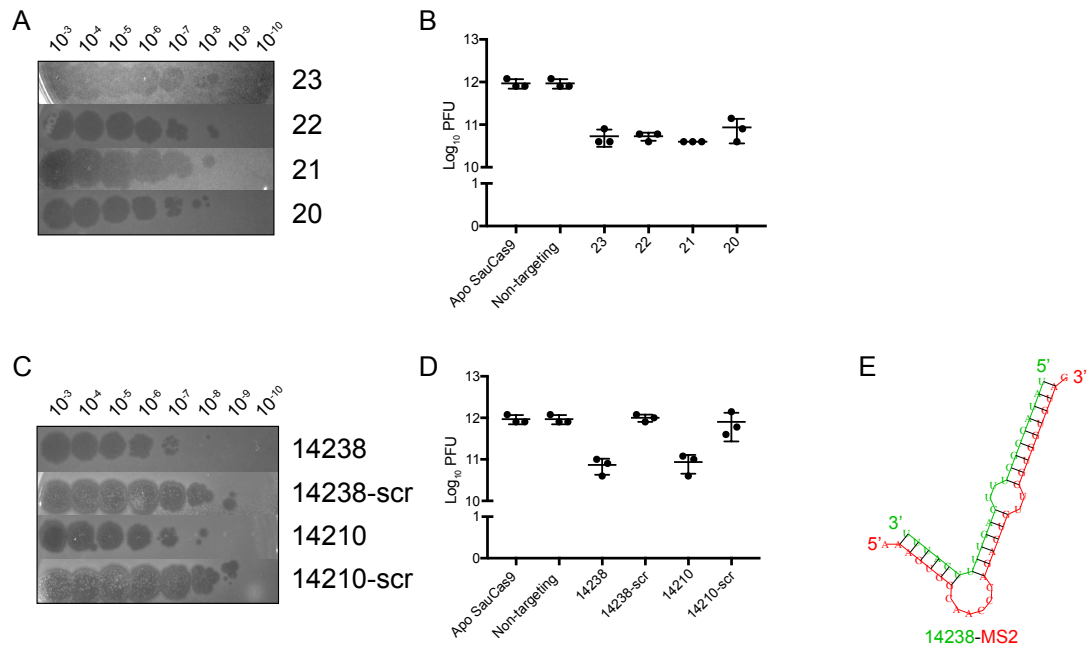 A
10-3 10-4 10-5 10-6 10-7 10-8 10-9 10-10
23
22
21
20
B
Log10 PFU
13
12
11
10
1
0
Apo SauCas9
Non-targeting
23
22
21
20
C
10-3 10-4 10-5 10-6 10-7 10-8 10-9 10-10
14238
14238-scr
14210
14210-scr
D
Log10 PFU
13
12
11
10
1
0
Apo SauCas9
Non-targeting
14238
14238-scr
14210
14210-scr
E
5’
3’
3’
5’
14238-MS2